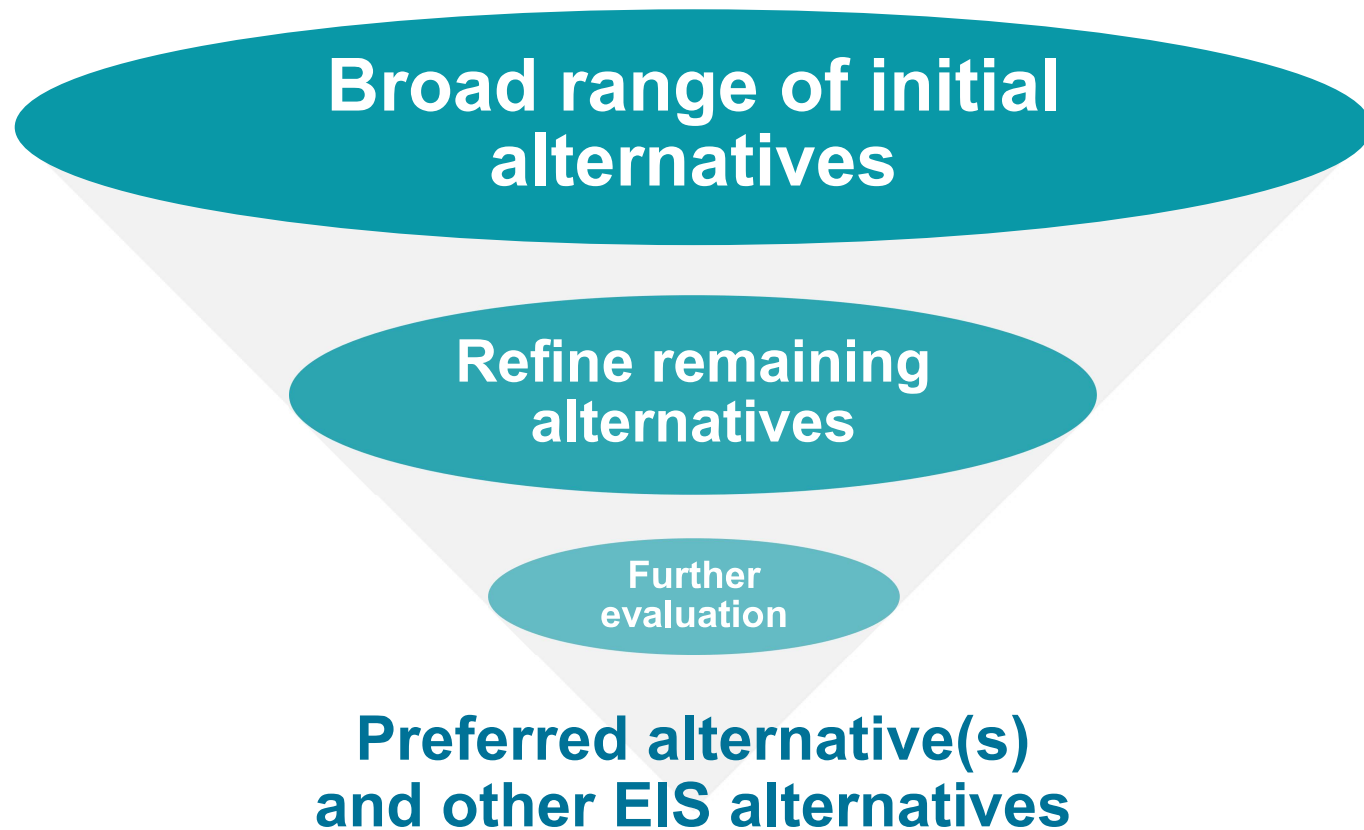 Broad range of initial
alternatives
Refine remaining
alternatives
Further
evaluation
Preferred alternative(s)
and other EIS alternatives